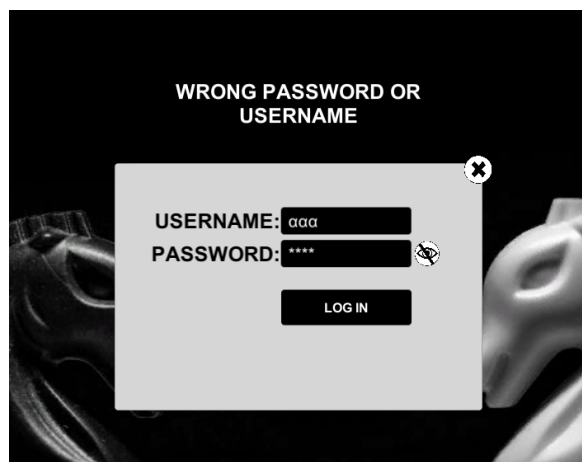 WRONG PASSWORD OR
USERNAME
USERNAME: ααα
PASSWORD: ****
LOG IN